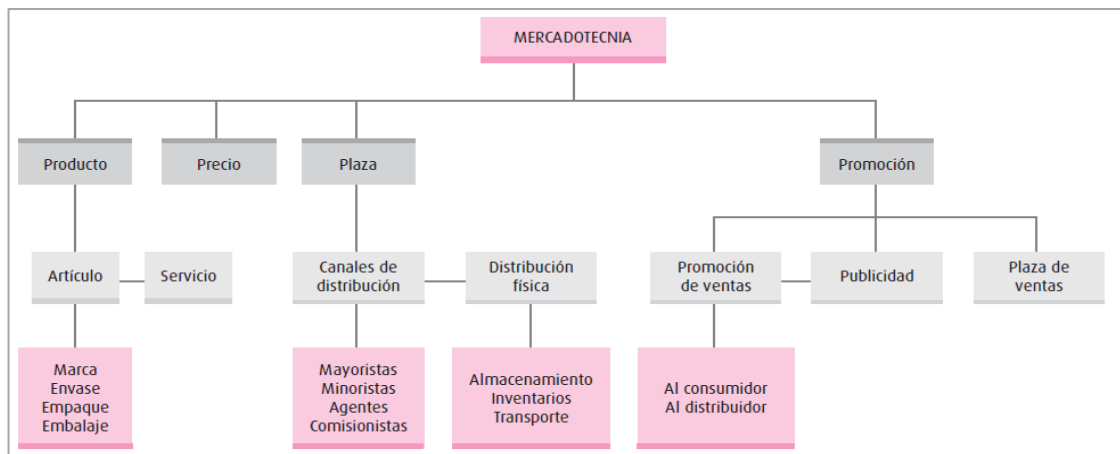 MERCADOTECNIA
Producto
Precio
Plaza
Promoción
Artículo
Servicio
Canales de
distribución
Distribución
física
Promoción
de ventas
Publicidad
Plaza de
ventas
Marca
Envase
Empaque
Embalaje
Mayoristas
Minoristas
Agentes
Comisionistas
Almacenamiento
Inventarios
Transporte
Al consumidor
Al distribuidor